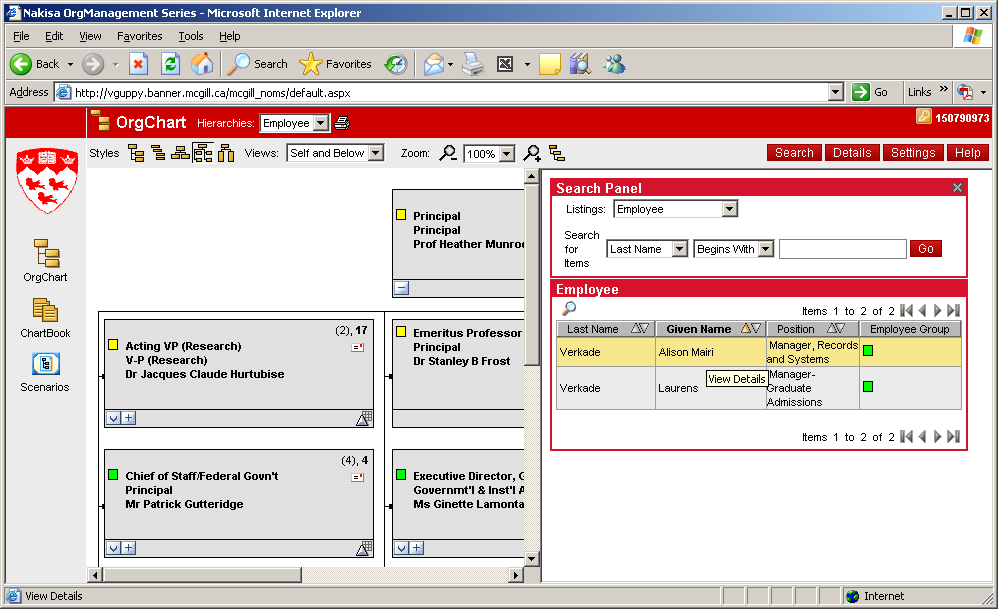 Nakisa OrgManagement Series - Microsoft Internet Explorer
File Edit View Favorites Tools Help
Back Search Favorites
Address http://vguppy.banner.mcgill.ca/mcgill_noms/default.aspx Go Links »
OrgChart Hierarchies: Employee 150790973
Styles Views: Self and Below Zoom: 100% Search Details Settings Help
OrgChart
ChartBook
Scenarios
Principal
Principal
Prof Heather Munroe
(2), 17
Acting VP (Research)
V-P (Research)
Dr Jacques Claude Hurtubise
Emeritus Professor
Principal
Dr Stanley B Frost
(4), 4
Chief of Staff/Federal Govn't
Principal
Mr Patrick Gutteridge
Executive Director, G
Governmt'l & Inst'l A
Ms Ginette Lamonta
Search Panel
Listings: Employee
Search for Items Last Name Begins With Go
Employee
Items 1 to 2 of 2
Last Name Given Name Position Employee Group
Verkade Alison Mairi Manager, Records and Systems
Verkade Laurens Manager-Graduate Admissions
View Details
Items 1 to 2 of 2
View Details Internet